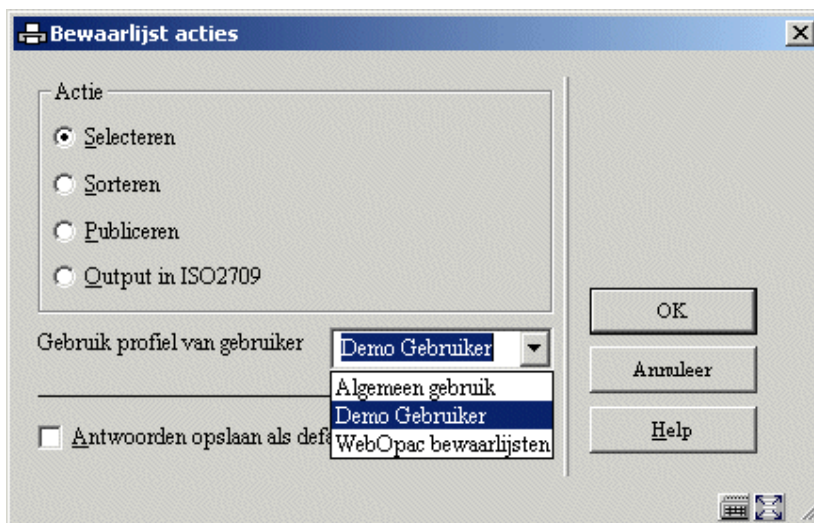 Bewaarlijst acties
Actie
Selecteren
Sorteren
Publiceren
Output in ISO2709
Gebruik profiel van gebruiker
Demo Gebruiker
Algemeen gebruik
Demo Gebruiker
WebOpac bewaarlijsten
Antwoorden opslaan als
OK
Annuleer
Help